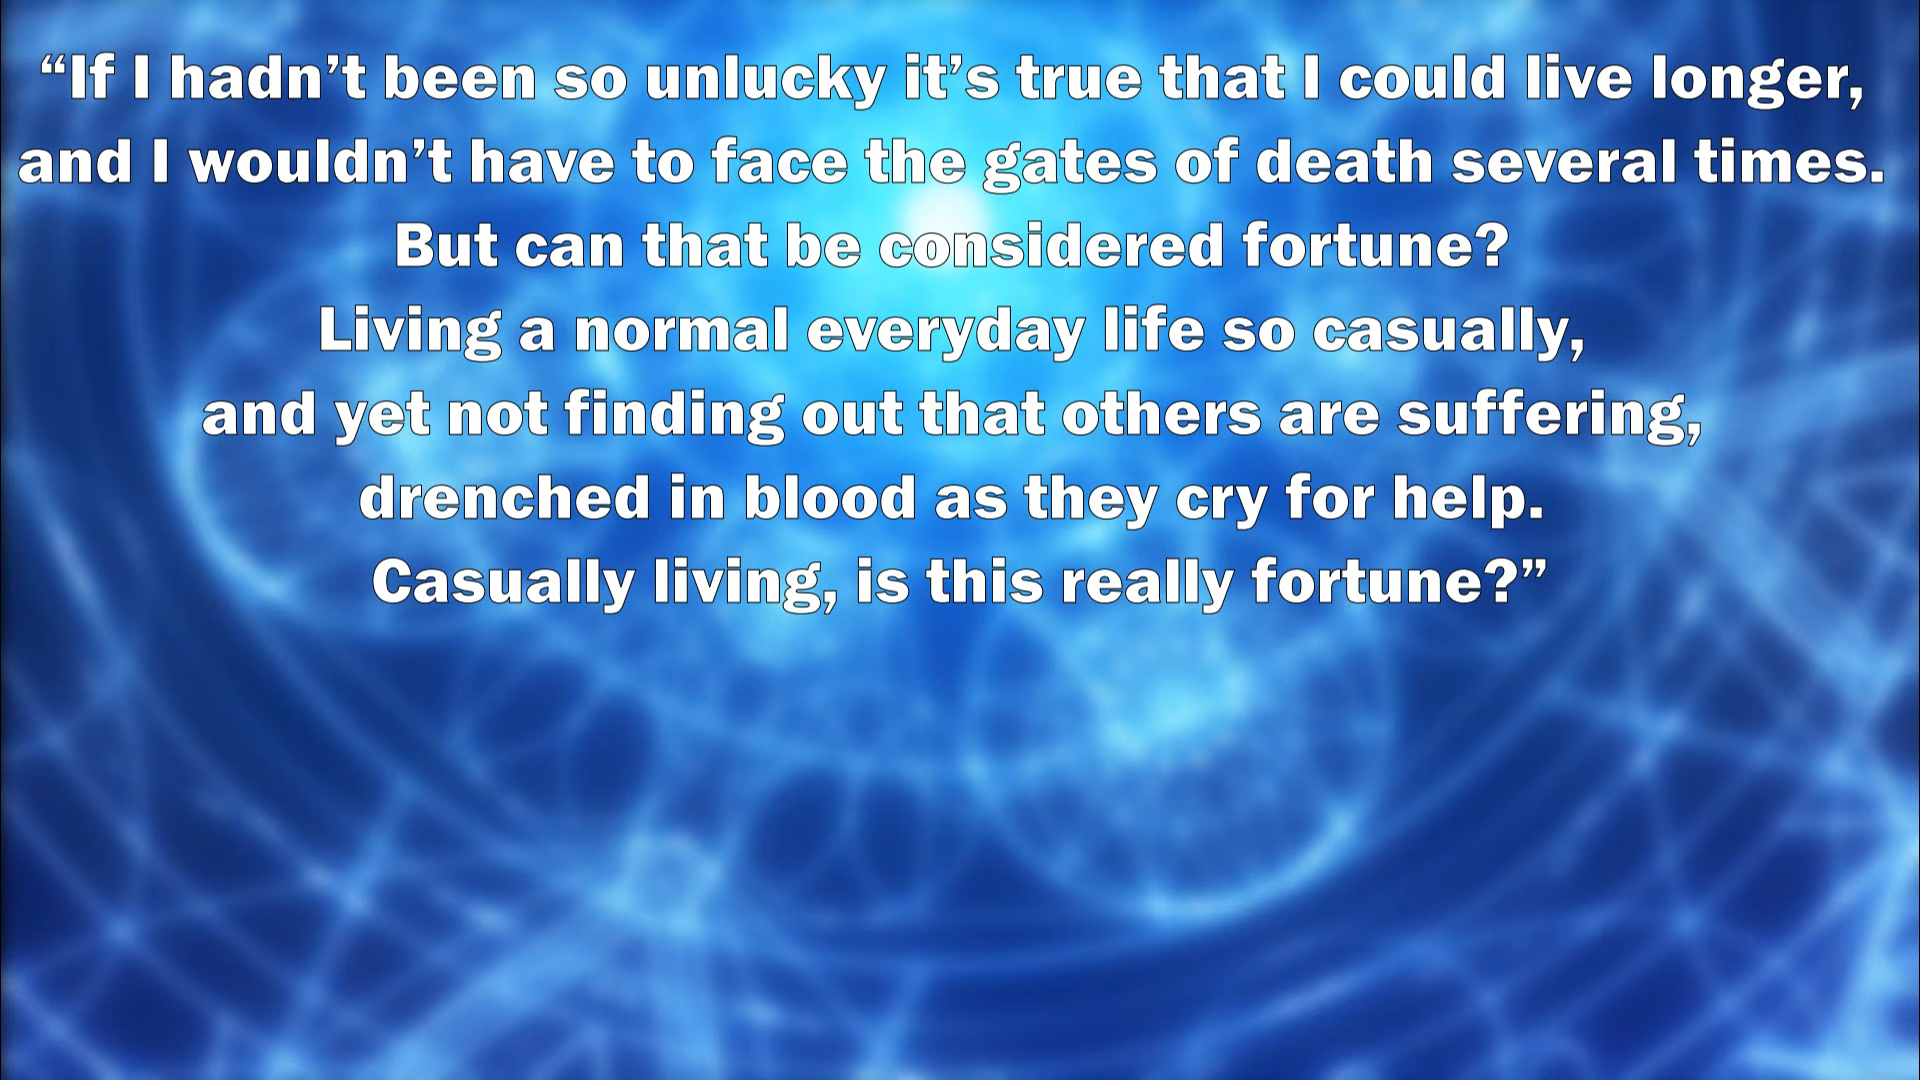 “If I hadn’t been so unlucky it’s true that I could live longer,
and I wouldn’t have to face the gates of death several times.
But can that be considered fortune?
Living a normal everyday life so casually,
and yet not finding out that others are suffering,
drenched in blood as they cry for help.
Casually living, is this really fortune?”